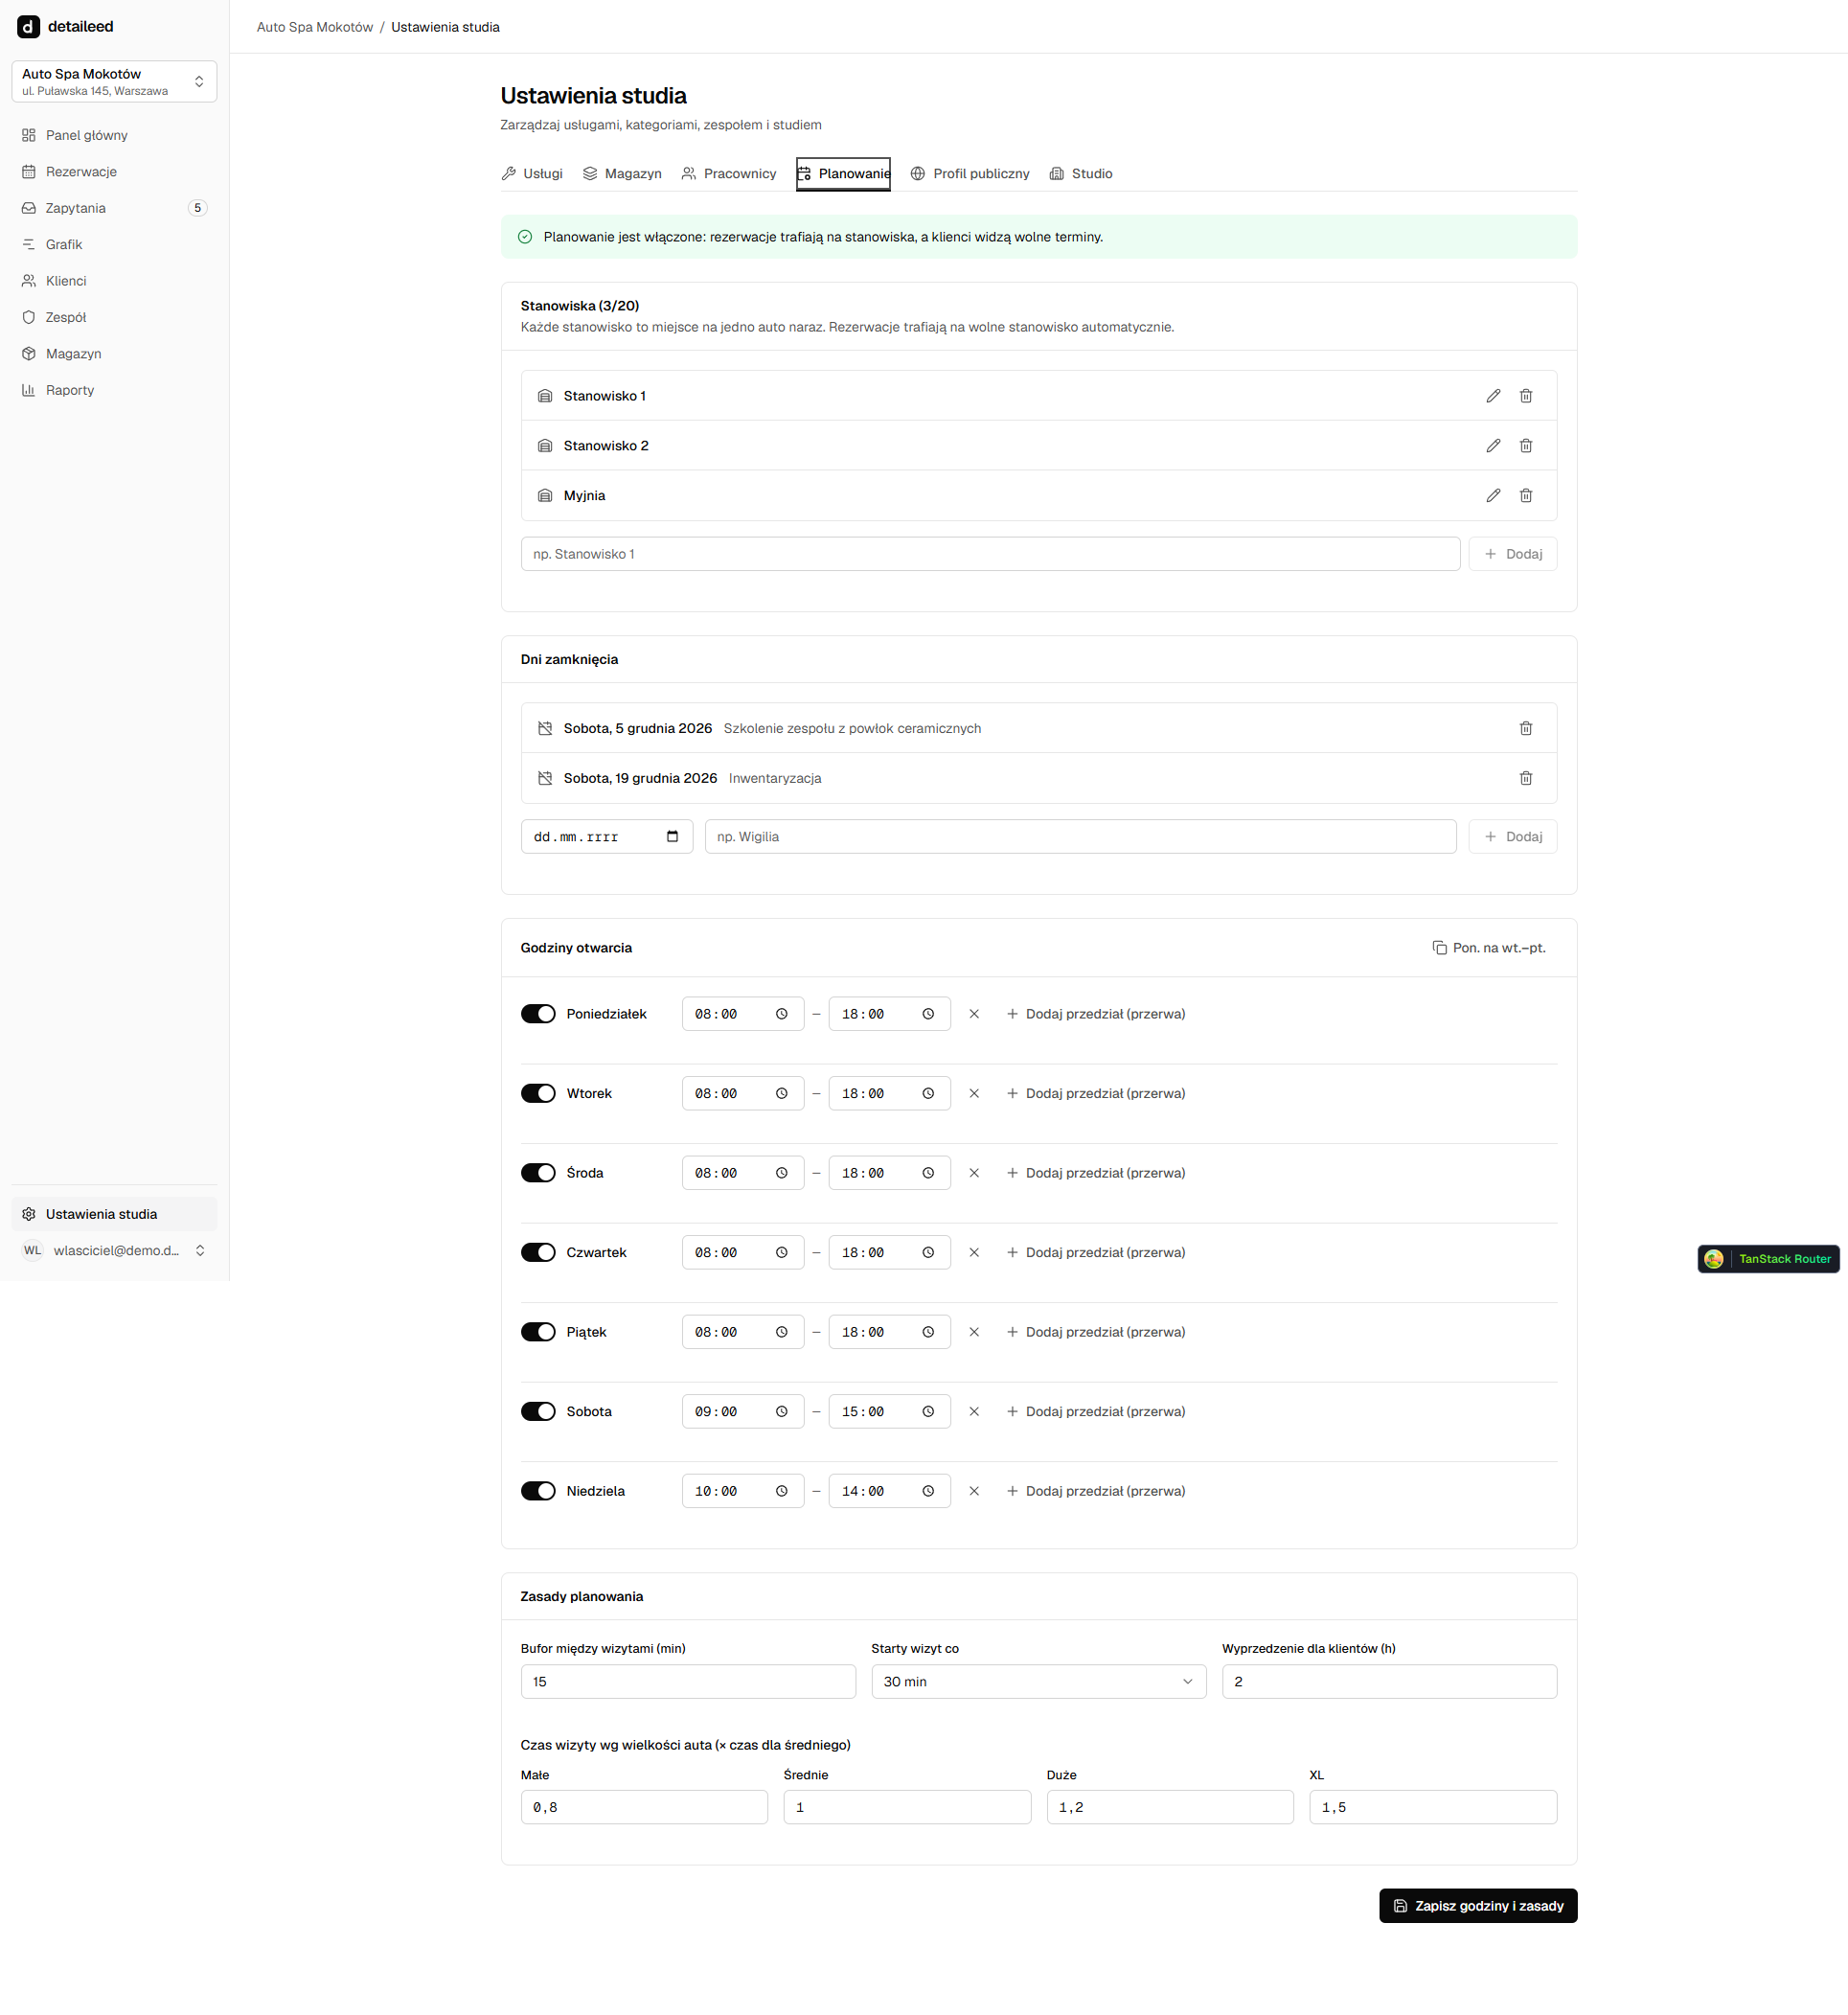 d detaileed
Auto Spa Mokotów
ul. Puławska 145, Warszawa
Panel główny
Rezerwacje
Zapytania 5
Grafik
Klienci
Zespół
Magazyn
Raporty
Ustawienia studia
WL wlasciciel@demo.d...
Auto Spa Mokotów / Ustawienia studia
Ustawienia studia
Zarządzaj usługami, kategoriami, zespołem i studiem
Usługi Magazyn Pracownicy Planowanie Profil publiczny Studio
Planowanie jest włączone: rezerwacje trafiają na stanowiska, a klienci widzą wolne terminy.
Stanowiska (3/20)
Każde stanowisko to miejsce na jedno auto naraz. Rezerwacje trafiają na wolne stanowisko automatycznie.
Stanowisko 1
Stanowisko 2
Myjnia
np. Stanowisko 1 + Dodaj
Dni zamknięcia
Sobota, 5 grudnia 2026 Szkolenie zespołu z powłok ceramicznych
Sobota, 19 grudnia 2026 Inwentaryzacja
dd.mm.rrrr np. Wigilia + Dodaj
Godziny otwarcia Pon. na wt.–pt.
Poniedziałek 08:00 – 18:00 × + Dodaj przedział (przerwa)
Wtorek 08:00 – 18:00 × + Dodaj przedział (przerwa)
Środa 08:00 – 18:00 × + Dodaj przedział (przerwa)
Czwartek 08:00 – 18:00 × + Dodaj przedział (przerwa)
Piątek 08:00 – 18:00 × + Dodaj przedział (przerwa)
Sobota 09:00 – 15:00 × + Dodaj przedział (przerwa)
Niedziela 10:00 – 14:00 × + Dodaj przedział (przerwa)
Zasady planowania
Bufor między wizytami (min) Starty wizyt co Wyprzedzenie dla klientów (h)
15 30 min 2
Czas wizyty wg wielkości auta (× czas dla średniego)
Małe Średnie Duże XL
0,8 1 1,2 1,5
Zapisz godziny i zasady
TanStack Router